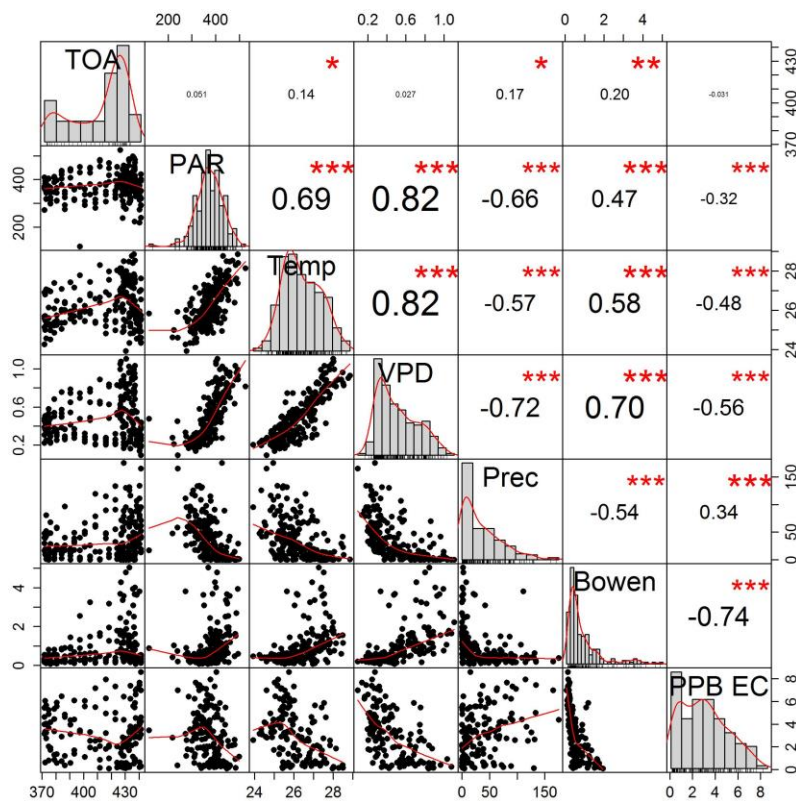 200 400 0.2 0.6 1.0 0 2 4
TOA * * **
0.051 0.14 0.027 0.17 0.20 -0.031
370 400 430
PAR *** *** *** *** ***
0.69 0.82 -0.66 0.47 -0.32
200 400
Temp *** *** *** ***
0.82 -0.57 0.58 -0.48
24 26 28
VPD *** *** ***
-0.72 0.70 -0.56
0.2 0.6 1.0
Prec *** ***
-0.54 0.34
0 50 150
Bowen ***
-0.74
0 2 4
PPB EC
0 2 4 6 8
370 400 430 24 26 28 0 50 150 0 2 4 6 8